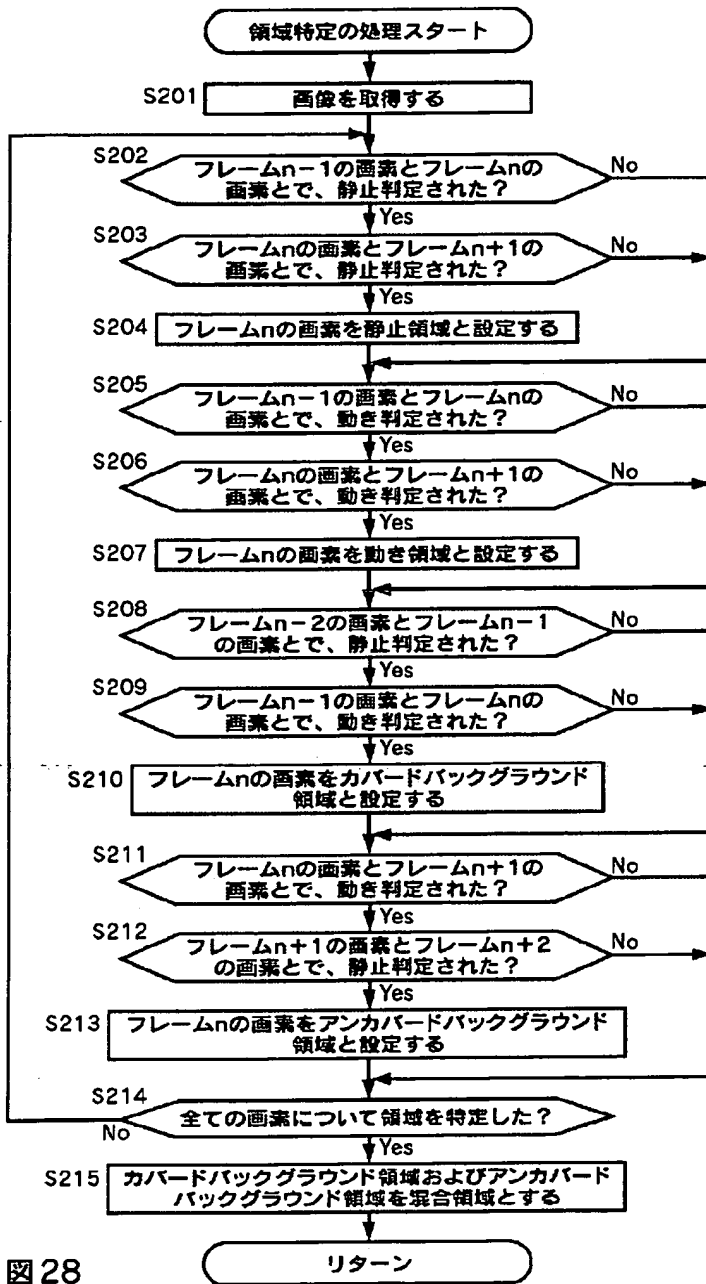 領域特定の処理スタート
S201
画像を取得する
S202
フレームn−1の画素とフレームnの
画素とで、静止判定された？
No
Yes
S203
フレームnの画素とフレームn+1の
画素とで、静止判定された？
No
Yes
S204
フレームnの画素を静止領域と設定する
S205
フレームn−1の画素とフレームnの
画素とで、動き判定された？
No
Yes
S206
フレームnの画素とフレームn+1の
画素とで、動き判定された？
No
Yes
S207
フレームnの画素を動き領域と設定する
S208
フレームn−2の画素とフレームn−1
の画素とで、静止判定された？
No
Yes
S209
フレームn−1の画素とフレームnの
画素とで、動き判定された？
No
Yes
S210
フレームnの画素をカバードバックグラウンド
領域と設定する
S211
フレームnの画素とフレームn+1の
画素とで、動き判定された？
No
Yes
S212
フレームn+1の画素とフレームn+2
の画素とで、静止判定された？
No
Yes
S213
フレームnの画素をアンカバードバックグラウンド
領域と設定する
S214
全ての画素について領域を特定した？
No
Yes
S215
カバードバックグラウンド領域およびアンカバード
バックグラウンド領域を混合領域とする
リターン
図28